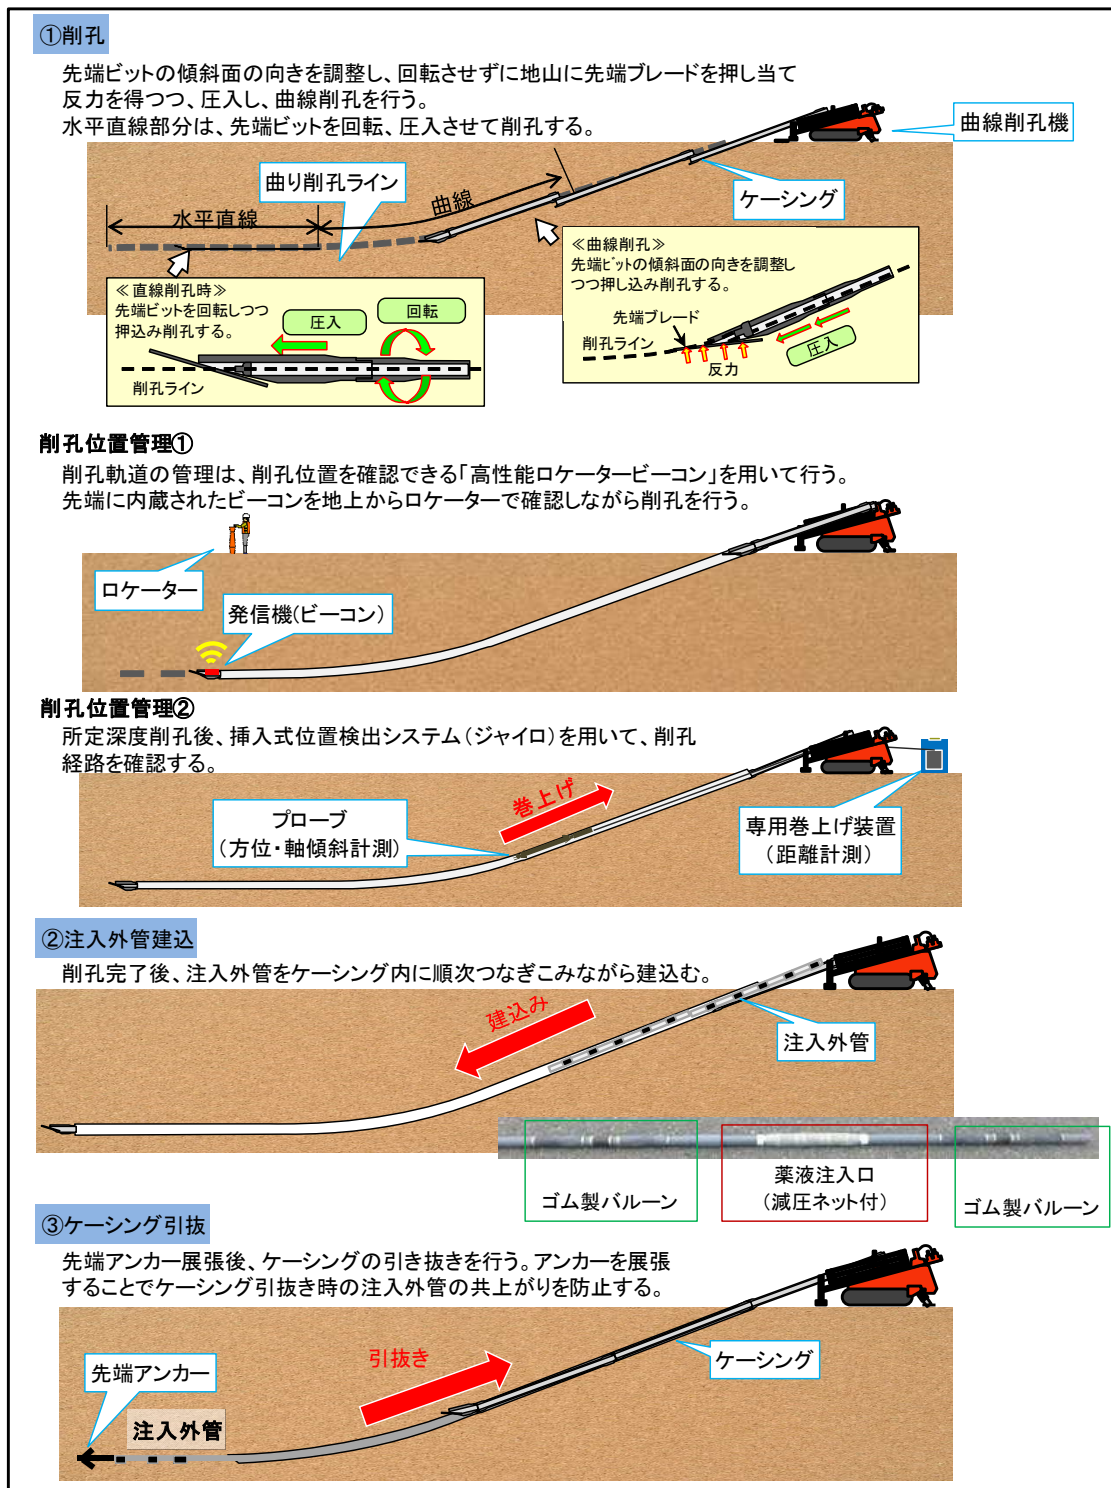 ①削孔
先端ビットの傾斜面の向きを調整し、回転させずに地山に先端ブレードを押し当て
反力を得つつ、圧入し、曲線削孔を行う。
水平直線部分は、先端ビットを回転、圧入させて削孔する。
曲線削孔機
曲り削孔ライン
曲線
ケーシング
水平直線
≪直線削孔時≫
先端ビットを回転しつつ
押込み削孔する。
圧入
回転
削孔ライン
≪曲線削孔≫
先端ビットの傾斜面の向きを調整し
つつ押し込み削孔する。
先端ブレード
削孔ライン
圧入
反力
削孔位置管理①
削孔軌道の管理は、削孔位置を確認できる「高性能ロケータービーコン」を用いて行う。
先端に内蔵されたビーコンを地上からロケーターで確認しながら削孔を行う。
ロケーター
発信機(ビーコン)
削孔位置管理②
所定深度削孔後、挿入式位置検出システム(ジャイロ)を用いて、削孔
経路を確認する。
巻上げ
プローブ
(方位・軸傾斜計測)
専用巻上げ装置
(距離計測)
②注入外管建込
削孔完了後、注入外管をケーシング内に順次つなぎこみながら建込む。
建込み
注入外管
ゴム製バルーン
薬液注入口
(減圧ネット付)
ゴム製バルーン
③ケーシング引抜
先端アンカー展張後、ケーシングの引き抜きを行う。アンカーを展張
することでケーシング引抜き時の注入外管の共上がりを防止する。
引抜き
ケーシング
先端アンカー
注入外管